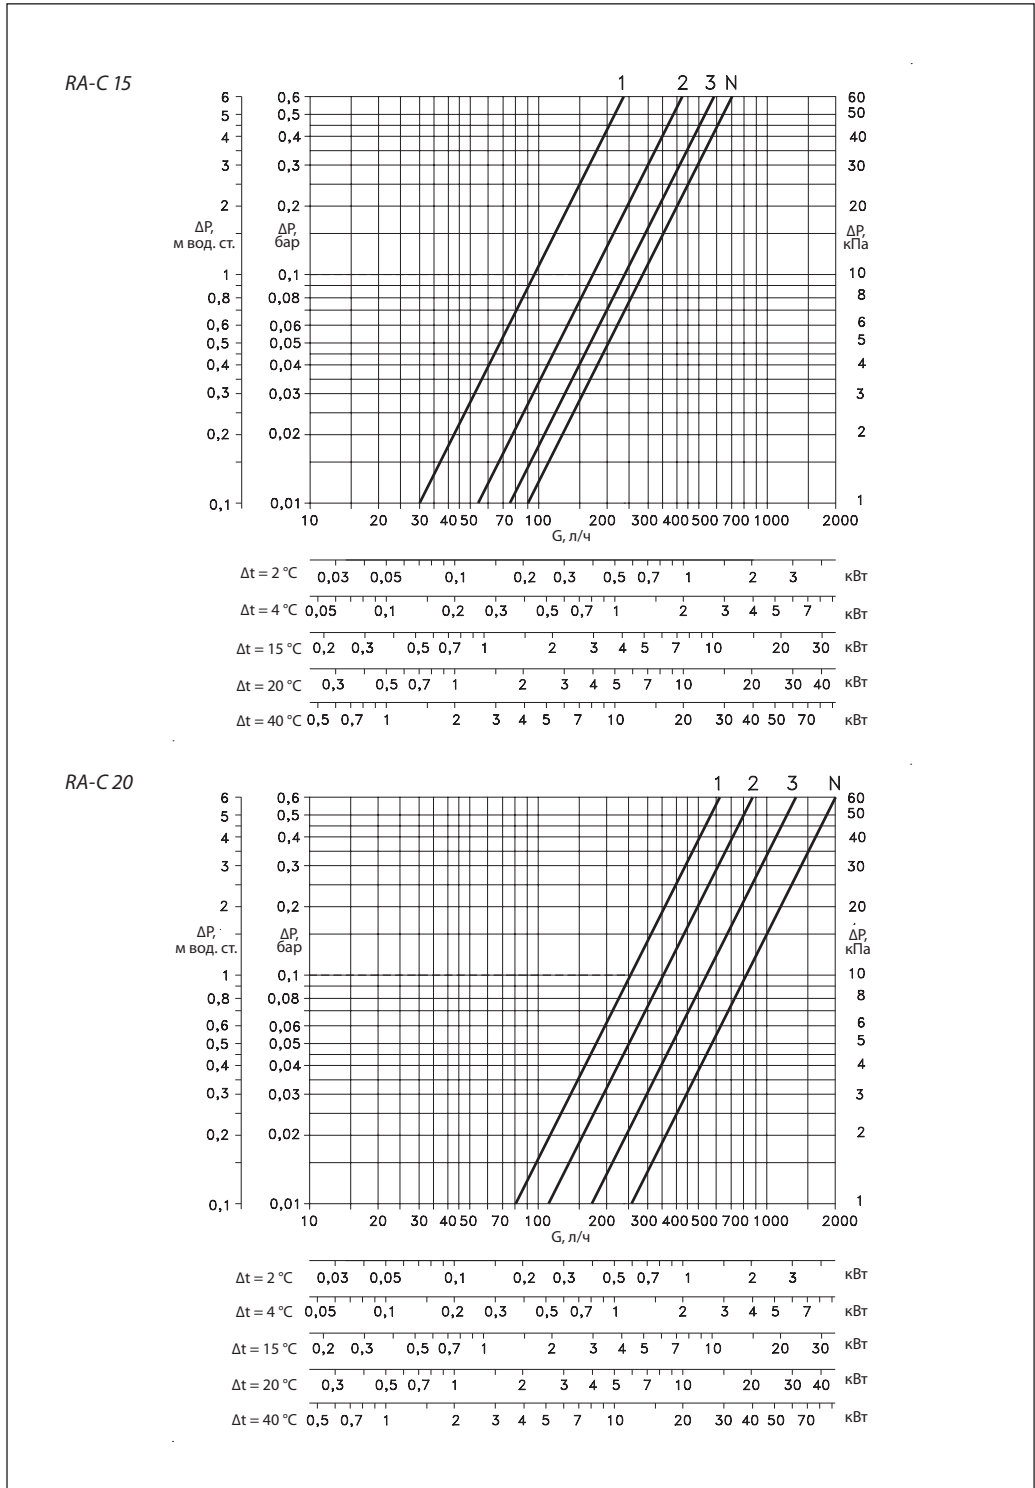 RA-C 15
1 2 3 N
6 0,6 60
5 0,5 50
4 0,4 40
3 0,3 30
2 0,2 20
ΔP, ΔP, ΔP,
м вод. ст. бар кПа
1 0,1 10
0,8 0,08 8
0,6 0,06 6
0,5 0,05 5
0,4 0,04 4
0,3 0,03 3
0,2 0,02 2
0,1 0,01 1
10 20 30 40 50 70 100 200 300 400 500 700 1000 2000
G, л/ч
Δt = 2 °C 0,03 0,05 0,1 0,2 0,3 0,5 0,7 1 2 3 кВт
Δt = 4 °C 0,05 0,1 0,2 0,3 0,5 0,7 1 2 3 4 5 7 кВт
Δt = 15 °C 0,2 0,3 0,5 0,7 1 2 3 4 5 7 10 20 30 кВт
Δt = 20 °C 0,3 0,5 0,7 1 2 3 4 5 7 10 20 30 40 кВт
Δt = 40 °C 0,5 0,7 1 2 3 4 5 7 10 20 30 40 50 70 кВт
RA-C 20
1 2 3 N
6 0,6 60
5 0,5 50
4 0,4 40
3 0,3 30
2 0,2 20
ΔP, ΔP, ΔP,
м вод. ст. бар кПа
1 0,1 10
0,8 0,08 8
0,6 0,06 6
0,5 0,05 5
0,4 0,04 4
0,3 0,03 3
0,2 0,02 2
0,1 0,01 1
10 20 30 40 50 70 100 200 300 400 500 700 1000 2000
G, л/ч
Δt = 2 °C 0,03 0,05 0,1 0,2 0,3 0,5 0,7 1 2 3 кВт
Δt = 4 °C 0,05 0,1 0,2 0,3 0,5 0,7 1 2 3 4 5 7 кВт
Δt = 15 °C 0,2 0,3 0,5 0,7 1 2 3 4 5 7 10 20 30 кВт
Δt = 20 °C 0,3 0,5 0,7 1 2 3 4 5 7 10 20 30 40 кВт
Δt = 40 °C 0,5 0,7 1 2 3 4 5 7 10 20 30 40 50 70 кВт